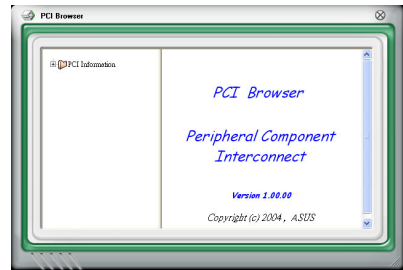 PCI Browser
PCI Information
PCI Browser
Peripheral Component
Interconnect
Version 1.00.00
Copyright (c) 2004, ASUS